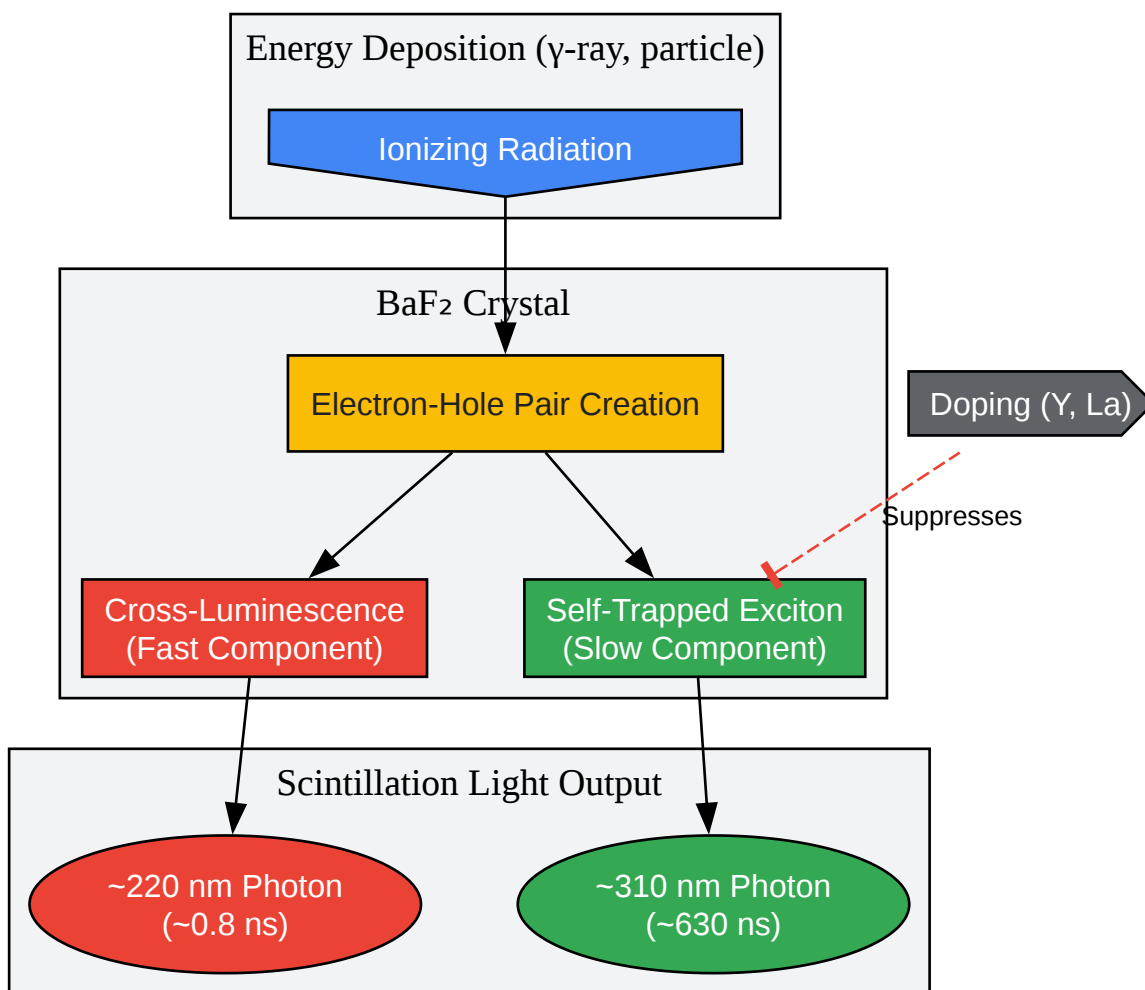 Energy Deposition (γ-ray, particle)
Ionizing Radiation
BaF₂ Crystal
Electron-Hole Pair Creation
Doping (Y, La)
Suppresses
Cross-Luminescence
(Fast Component)
Self-Trapped Exciton
(Slow Component)
Scintillation Light Output
~220 nm Photon
(~0.8 ns)
~310 nm Photon
(~630 ns)